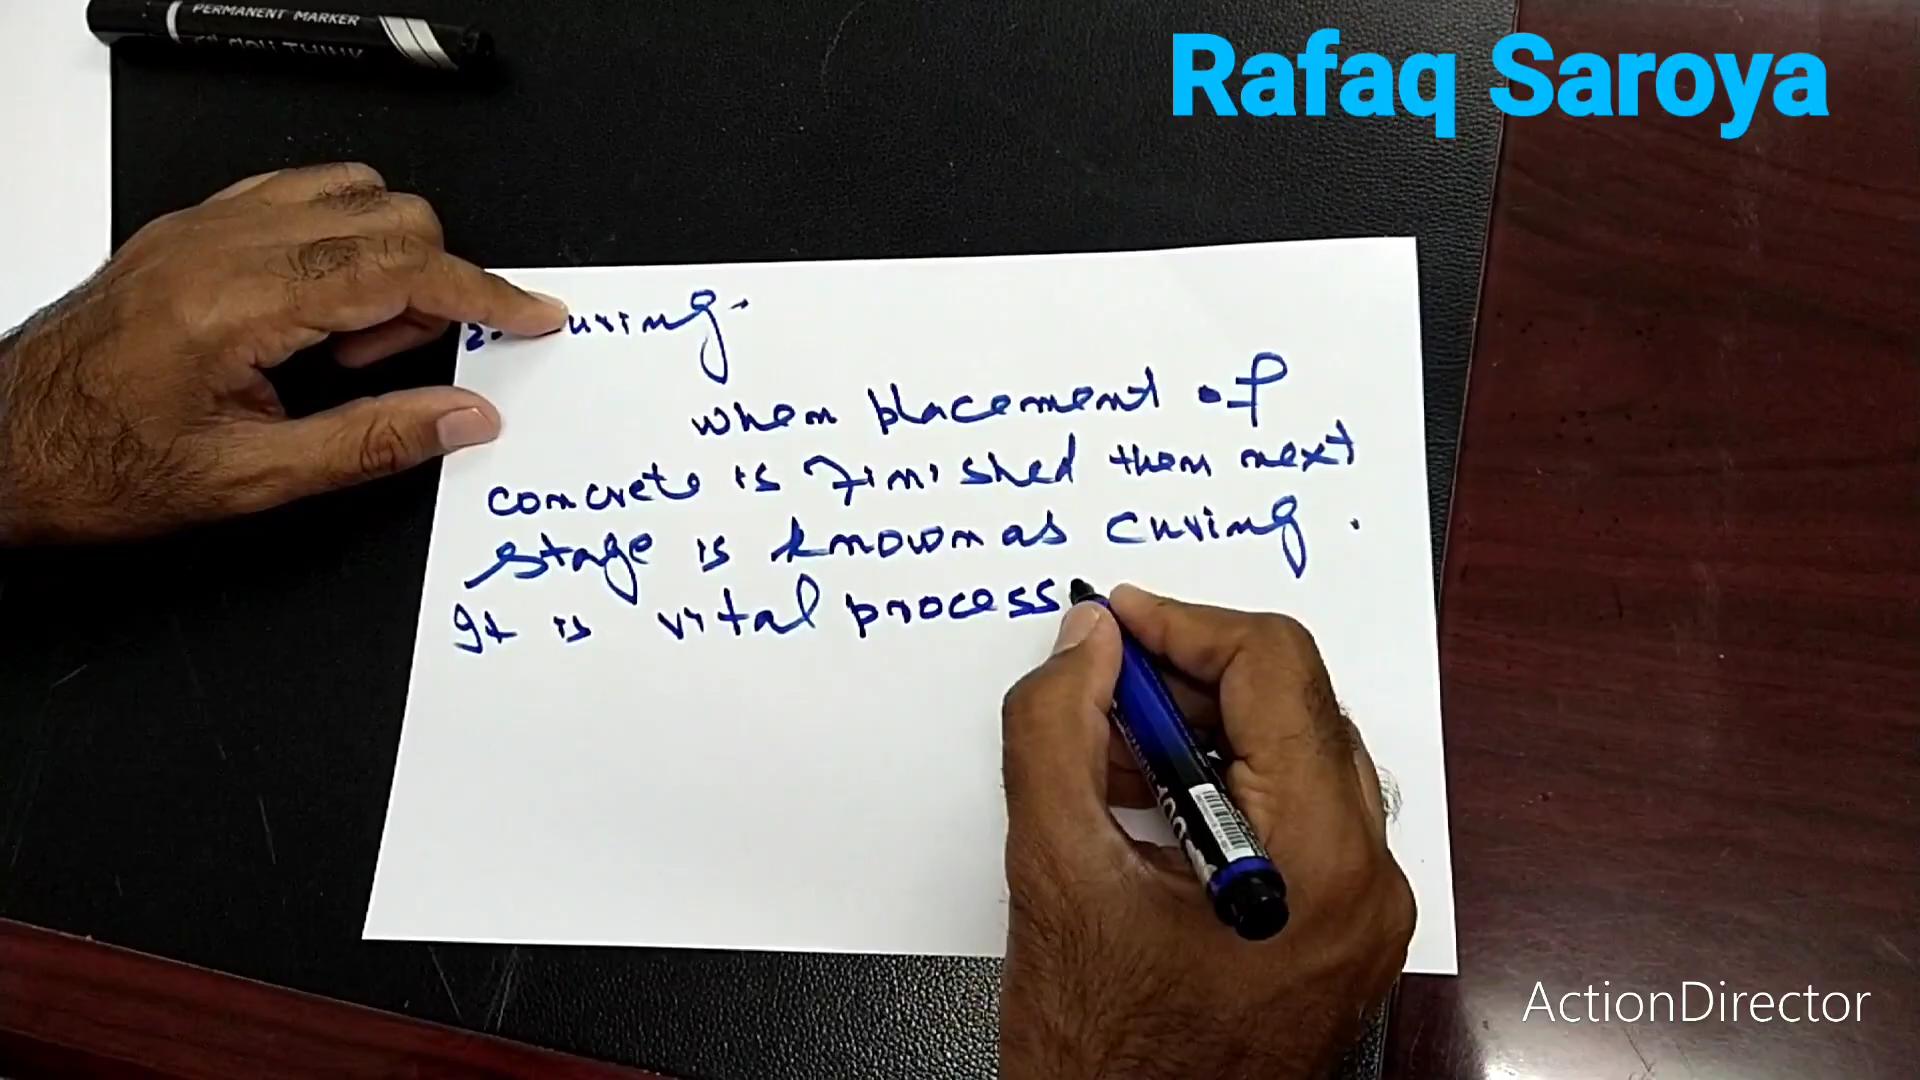 PERMANENT MARKER
Rafaq Saroya
2- curing.
when placement of
concrete is finished then next
stage is known as curing.
It is vital process
ActionDirector